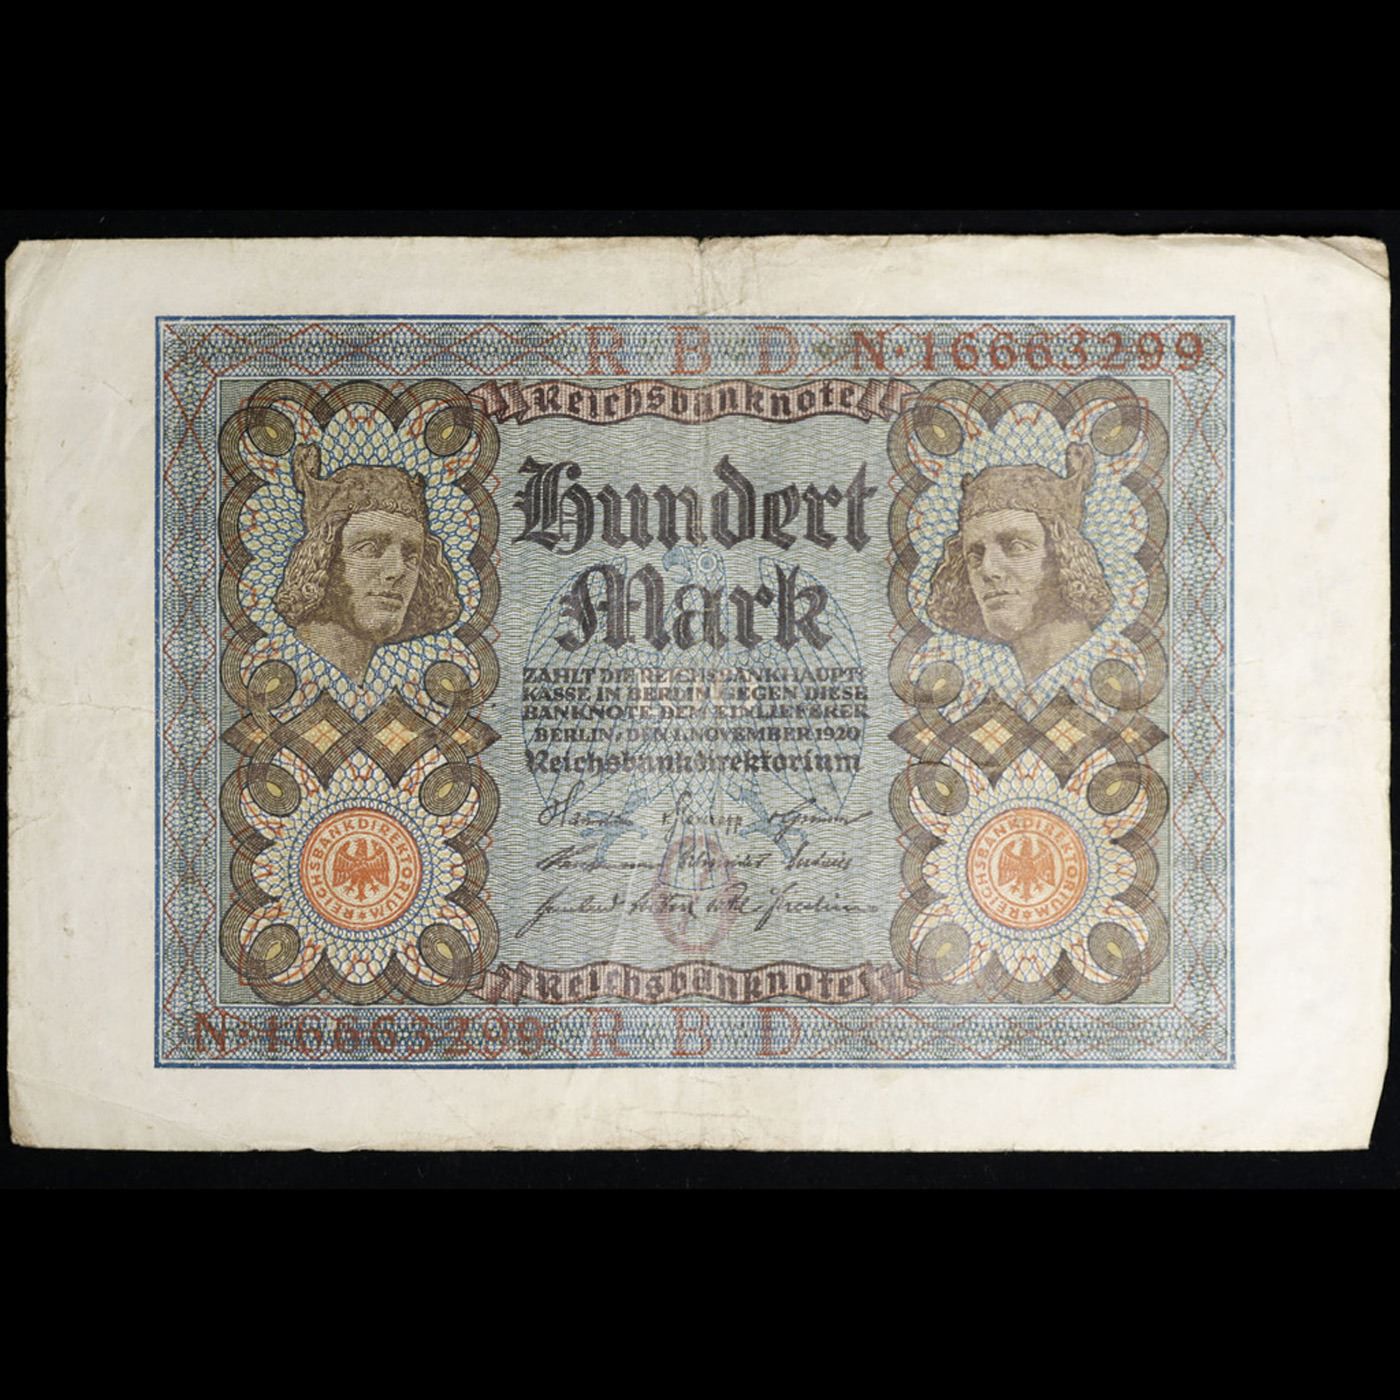 R B D N·16663299
Reichsbanknote
Hundert
Mark
ZAHLT DIE REICHSBANKHAUPT-
KASSE IN BERLIN GEGEN DIESE
BANKNOTE DEM EINLIEFERER
BERLIN, DEN 1. NOVEMBER 1920
Reichsbankdirektorium
REICHSBANKDIREKTORIUM
REICHSBANKDIREKTORIUM
Reichsbanknote
N·16663299 R B D